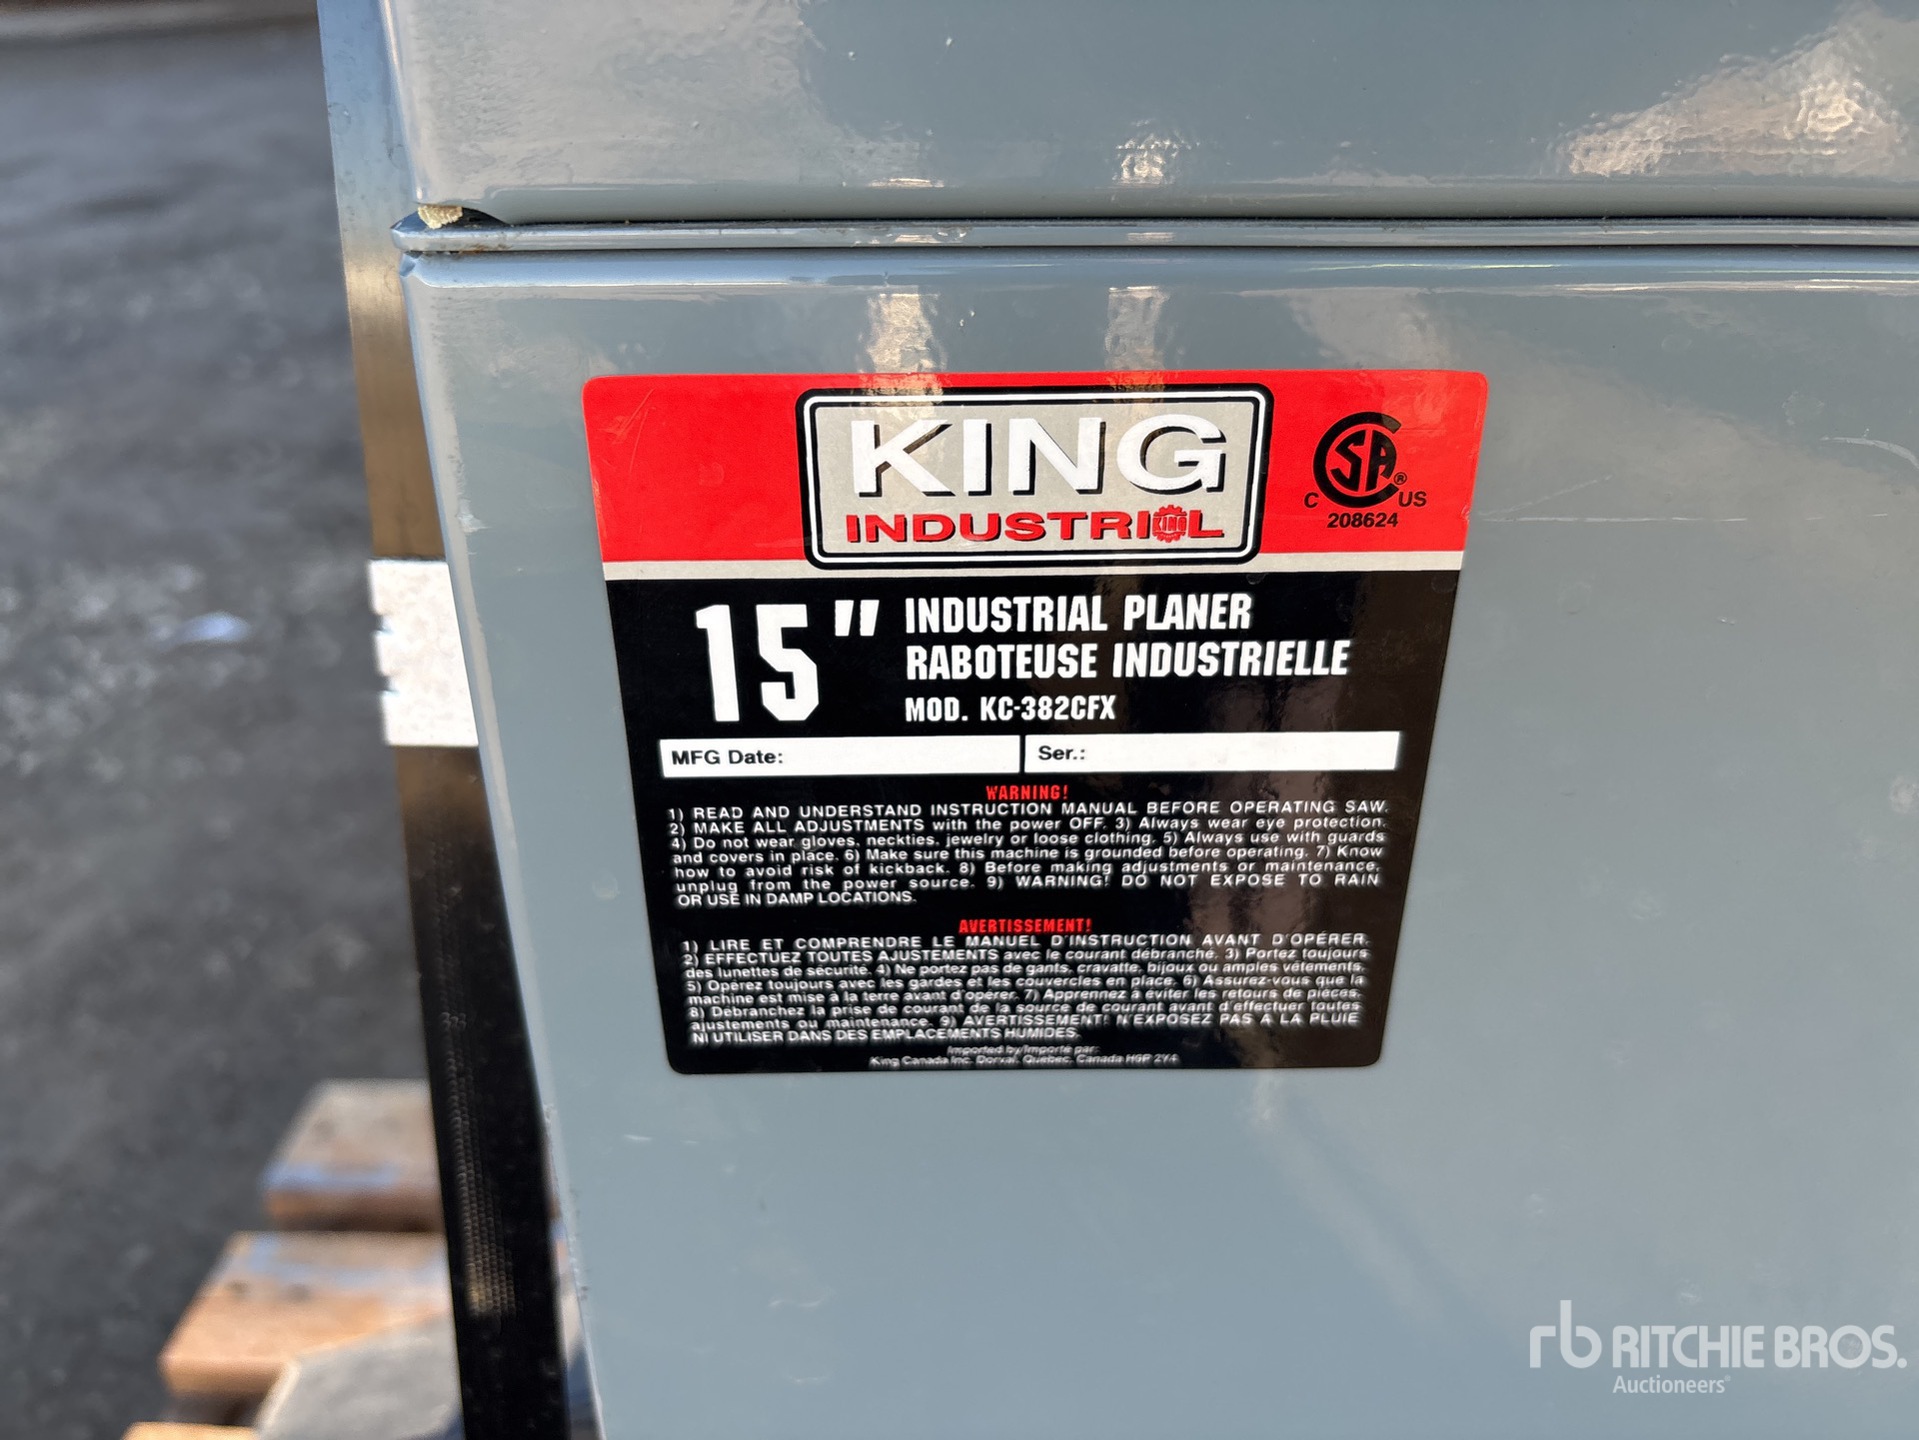 KING
INDUSTRIAL
C US
208624
15" INDUSTRIAL PLANER
RABOTEUSE INDUSTRIELLE
MOD. KC-382CFX
MFG Date: Ser.:
WARNING!
1) READ AND UNDERSTAND INSTRUCTION MANUAL BEFORE OPERATING SAW.
2) MAKE ALL ADJUSTMENTS with the power OFF. 3) Always wear eye protection.
4) Do not wear gloves, neckties, jewelry or loose clothing. 5) Always use with guards
and covers in place. 6) Make sure this machine is grounded before operating. 7) Know
how to avoid risk of kickback. 8) Before making adjustments or maintenance,
unplug from the power source. 9) WARNING! DO NOT EXPOSE TO RAIN
OR USE IN DAMP LOCATIONS.
AVERTISSEMENT!
1) LIRE ET COMPRENDRE LE MANUEL D'INSTRUCTION AVANT D'OPÉRER.
2) EFFECTUEZ TOUTES AJUSTEMENTS avec le courant débranché. 3) Portez toujours
des lunettes de sécurité. 4) Ne portez pas de gants, cravatte, bijoux ou amples vêtements.
5) Opérez toujours avec les gardes et les couvercles en place. 6) Assurez-vous que la
machine est mise à la terre avant d'opérer. 7) Apprennez à éviter les retours de pièces.
8) Débranchez la prise de courant de la source de courant avant d'effectuer toutes
ajustements ou maintenance. 9) AVERTISSEMENT! N'EXPOSEZ PAS À LA PLUIE
NI UTILISER DANS DES EMPLACEMENTS HUMIDES.
Imported by/Importé par:
King Canada Inc. Dorval, Quebec, Canada H9P 2Y4
rb RITCHIE BROS.
Auctioneers